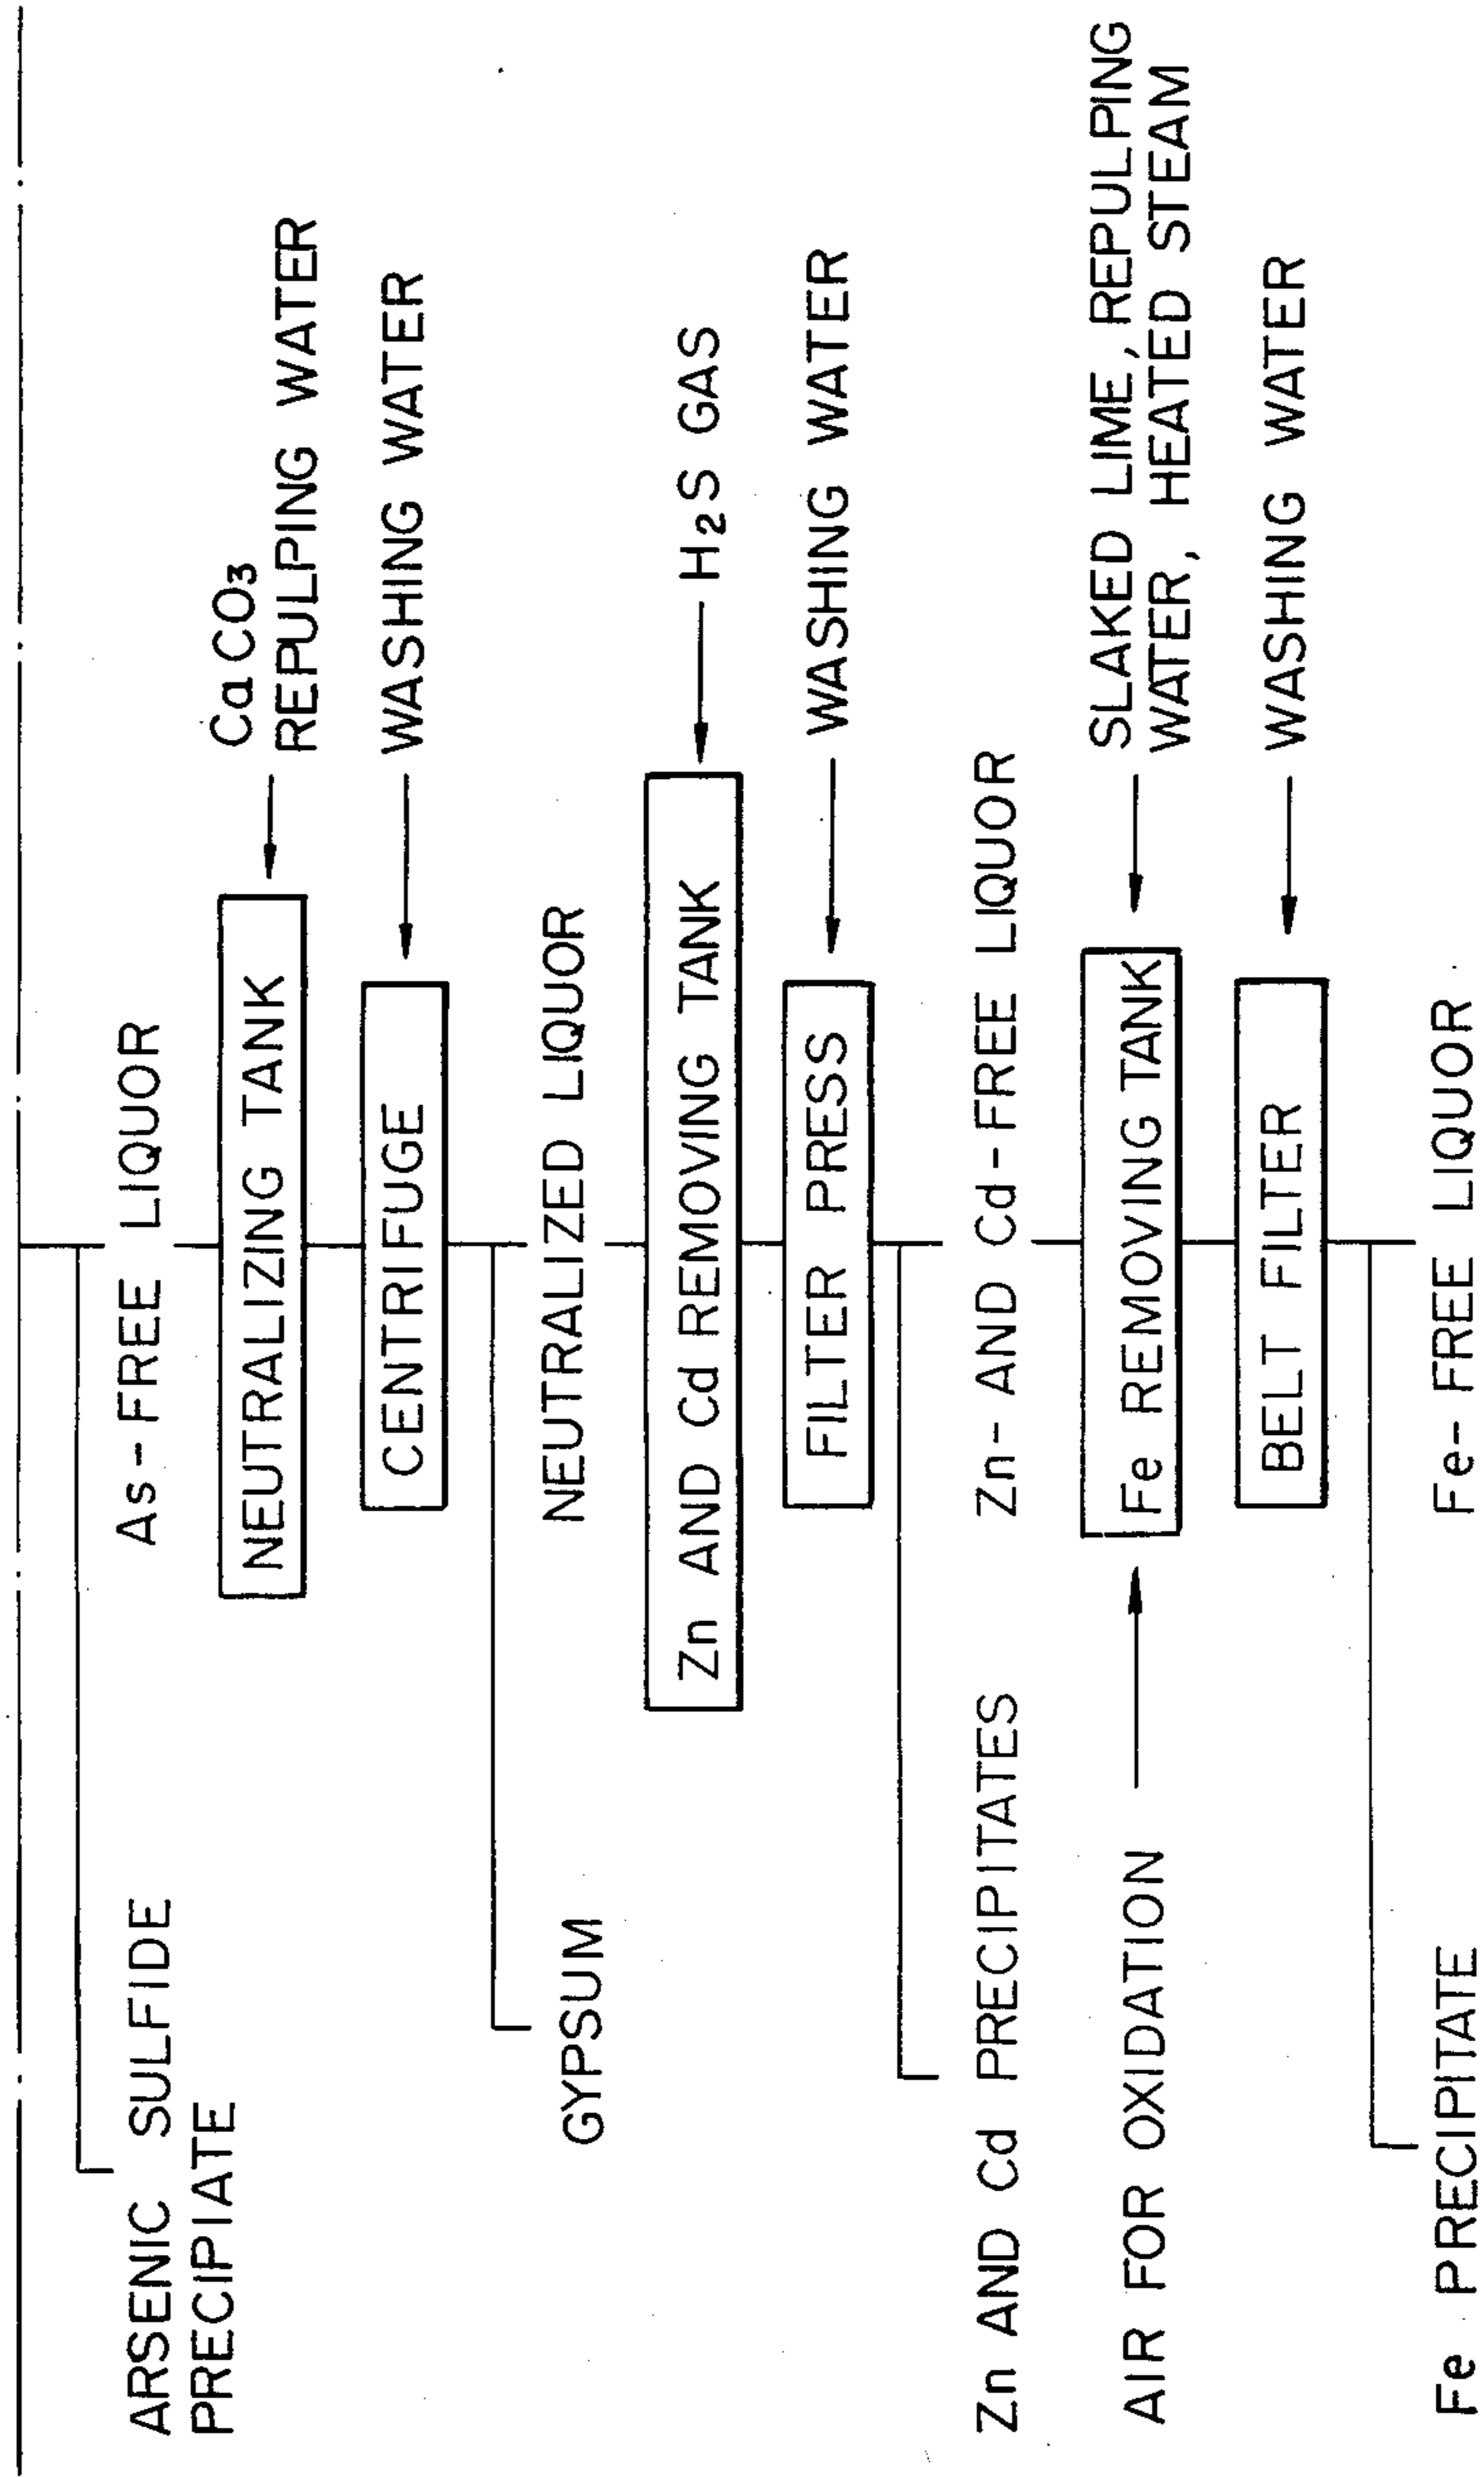 ARSENIC SULFIDE
PRECIPIATE
As-FREE LIQUOR
NEUTRALIZING TANK
CaCO3
REPULPING WATER
CENTRIFUGE
WASHING WATER
GYPSUM
NEUTRALIZED LIQUOR
Zn AND Cd REMOVING TANK
H2S GAS
FILTER PRESS
WASHING WATER
Zn AND Cd PRECIPITATES
Zn- AND Cd-FREE LIQUOR
AIR FOR OXIDATION
Fe REMOVING TANK
SLAKED LIME, REPULPING
WATER, HEATED STEAM
BELT FILTER
WASHING WATER
Fe PRECIPITATE
Fe-FREE LIQUOR